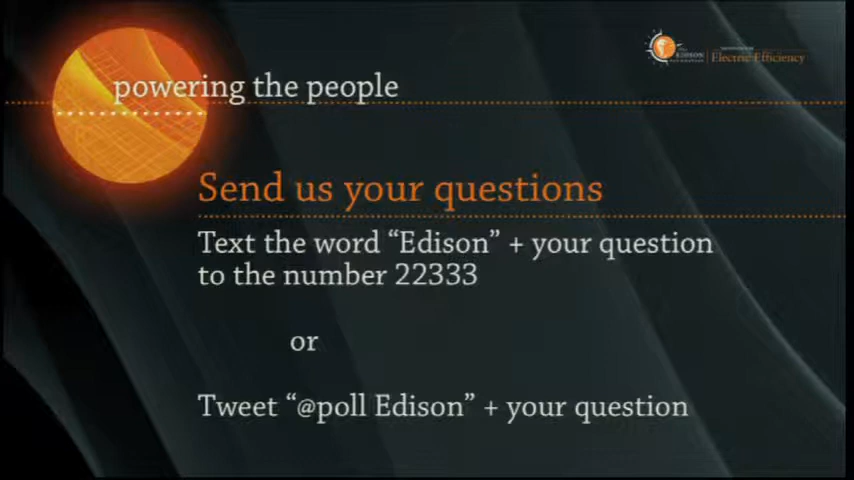 powering the people
EDISON
Electric Efficiency
Send us your questions
Text the word “Edison” + your question
to the number 22333
or
Tweet “@poll Edison” + your question